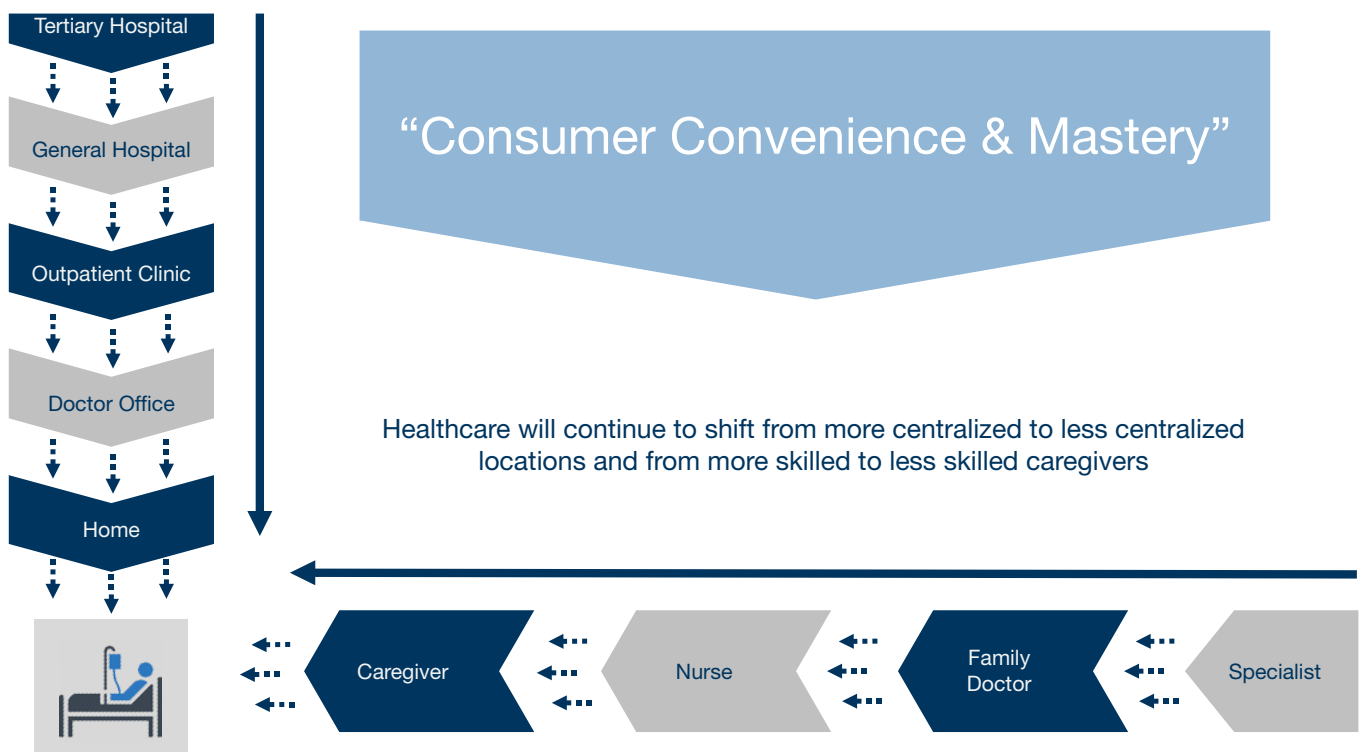 Tertiary Hospital
General Hospital
Outpatient Clinic
Doctor Office
Home
“Consumer Convenience & Mastery”
Healthcare will continue to shift from more centralized to less centralized
locations and from more skilled to less skilled caregivers
Caregiver
Nurse
Family
Doctor
Specialist